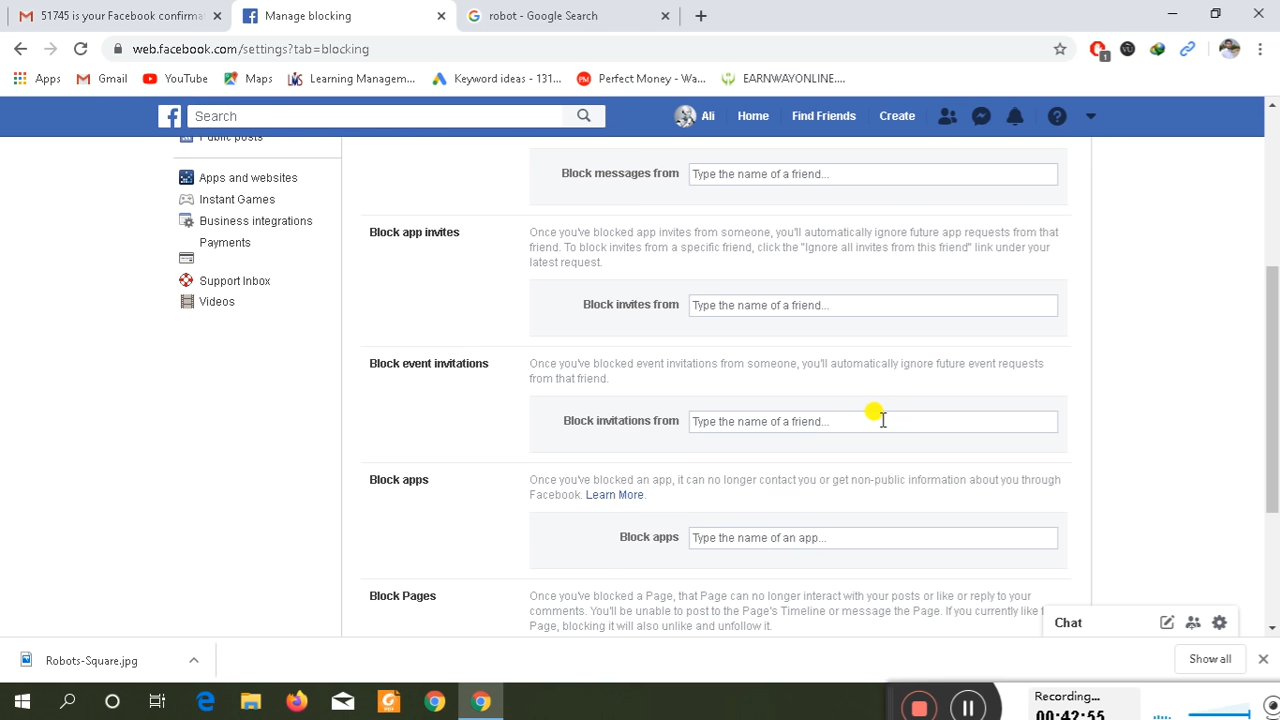 51745 is your Facebook confirma
Manage blocking
robot - Google Search
web.facebook.com/settings?tab=blocking
1
Apps
Gmail
YouTube
Maps
Learning Managem...
Keyword ideas - 131...
Perfect Money - Wa...
EARNWAYONLINE....
Search
Ali
Home
Find Friends
Create
Public posts
Apps and websites
Instant Games
Business integrations
Payments
Support Inbox
Videos
Block messages from
Type the name of a friend...
Block app invites
Once you've blocked app invites from someone, you'll automatically ignore future app requests from that
friend. To block invites from a specific friend, click the "Ignore all invites from this friend" link under your
latest request.
Block invites from
Type the name of a friend...
Block event invitations
Once you've blocked event invitations from someone, you'll automatically ignore future event requests
from that friend.
Block invitations from
Type the name of a friend...
Block apps
Once you've blocked an app, it can no longer contact you or get non-public information about you through
Facebook. Learn More.
Block apps
Type the name of an app...
Block Pages
Once you've blocked a Page, that Page can no longer interact with your posts or like or reply to your
comments. You'll be unable to post to the Page's Timeline or message the Page. If you currently like
Page, blocking it will also unlike and unfollow it.
Chat
Robots-Square.jpg
Show all
Recording...
00:42:55